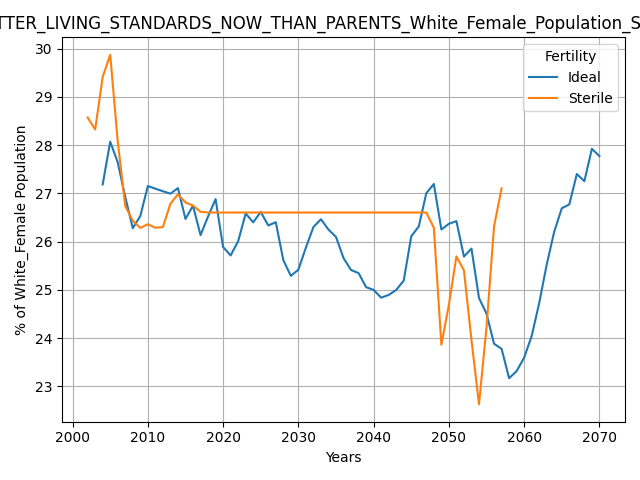 TTER_LIVING_STANDARDS_NOW_THAN_PARENTS_White_Female_Population_S
Fertility
Ideal
Sterile
% of White_Female Population
30
29
28
27
26
25
24
23
2000 2010 2020 2030 2040 2050 2060 2070
Years